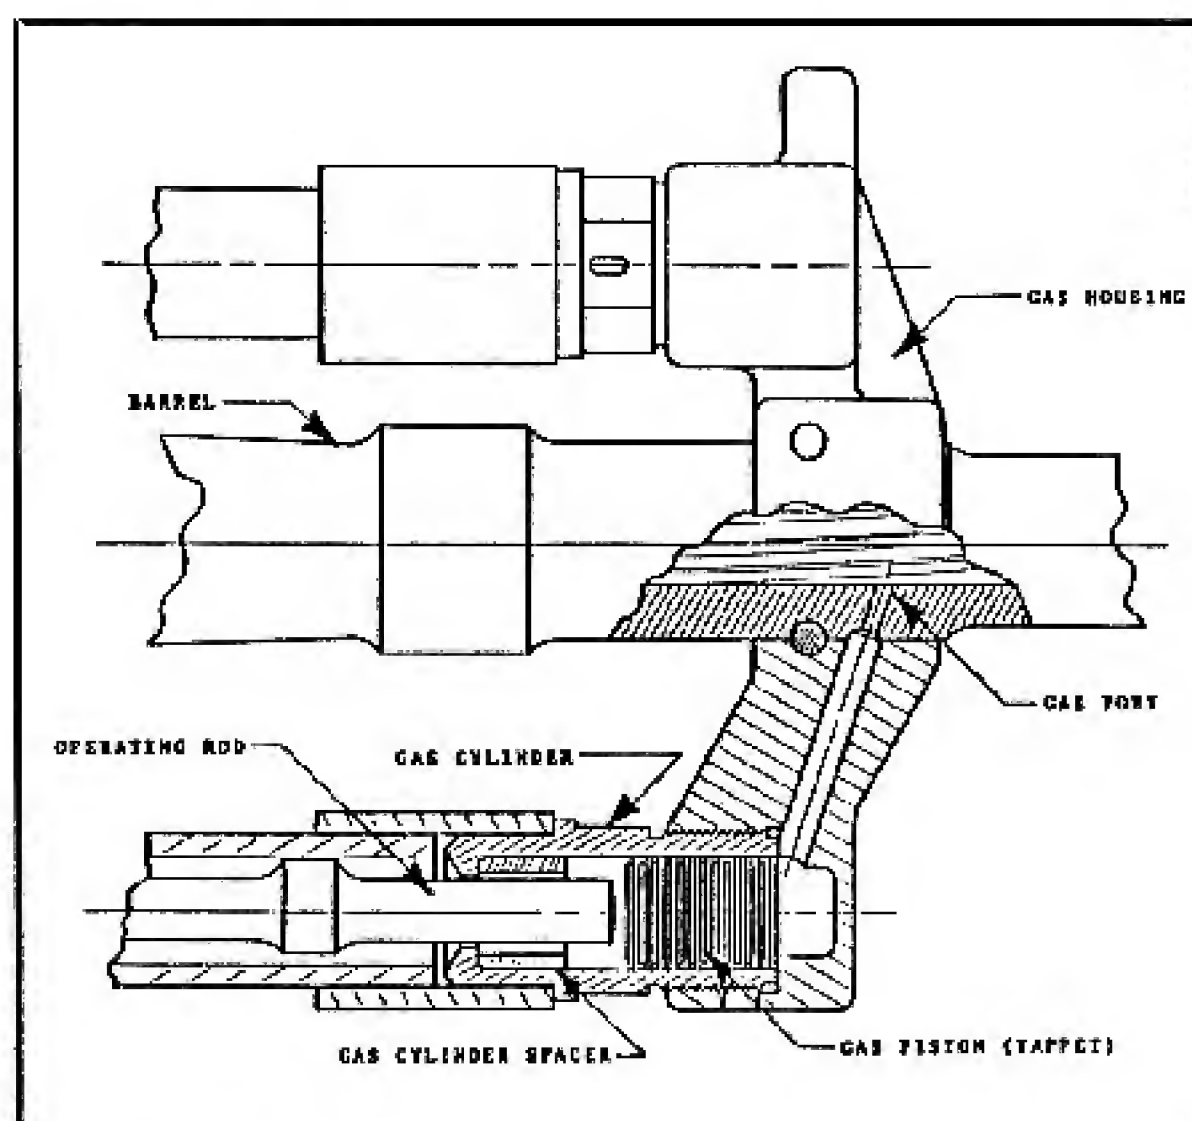 GAS HOUSING
BARREL
GAS PORT
OPERATING ROD
GAS CYLINDER
GAS CYLINDER SPACER
GAS PISTON (TAPPET)